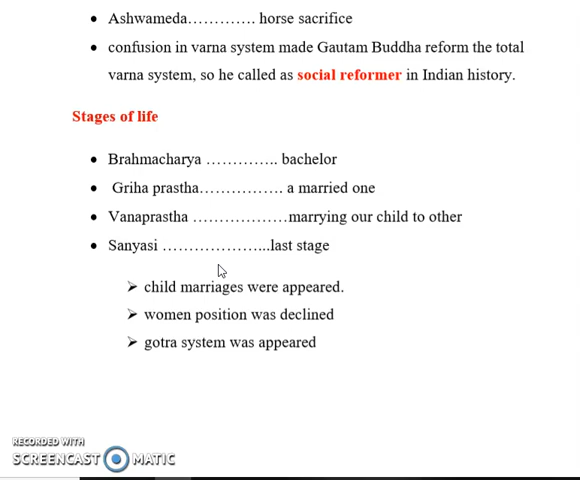 • Ashwameda…………. horse sacrifice
• confusion in varna system made Gautam Buddha reform the total
varna system, so he called as social reformer in Indian history.
Stages of life
• Brahmacharya ………….. bachelor
• Griha prastha…………… a married one
• Vanaprastha ………………marrying our child to other
• Sanyasi ………………...last stage
➢ child marriages were appeared.
➢ women position was declined
➢ gotra system was appeared
RECORDED WITH
SCREENCAST MATIC